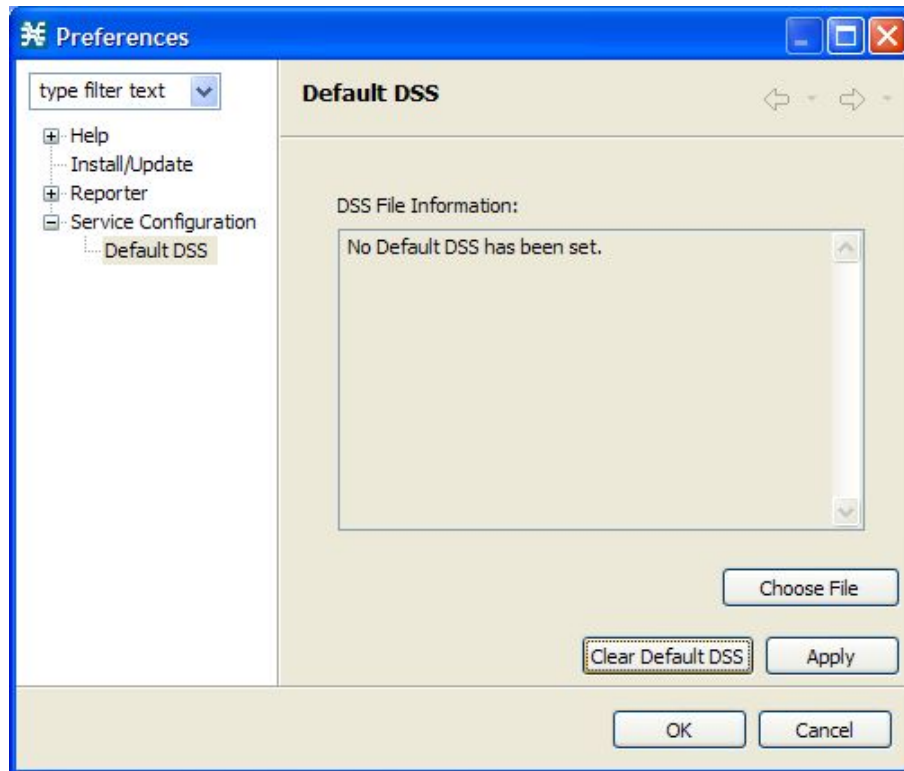 Preferences
type filter text
Default DSS
Help
Install/Update
Reporter
Service Configuration
Default DSS
DSS File Information:
No Default DSS has been set.
Choose File
Clear Default DSS Apply
OK Cancel